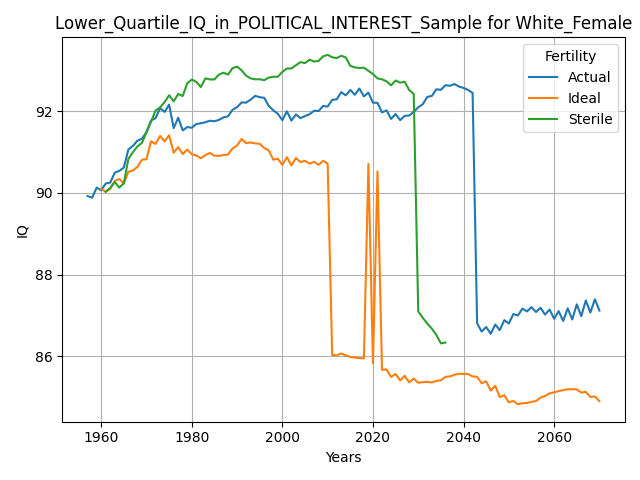 Lower_Quartile_IQ_in_POLITICAL_INTEREST_Sample for White_Female
Fertility
Actual
Ideal
Sterile
92
90
88
86
IQ
1960
1980
2000
2020
2040
2060
Years